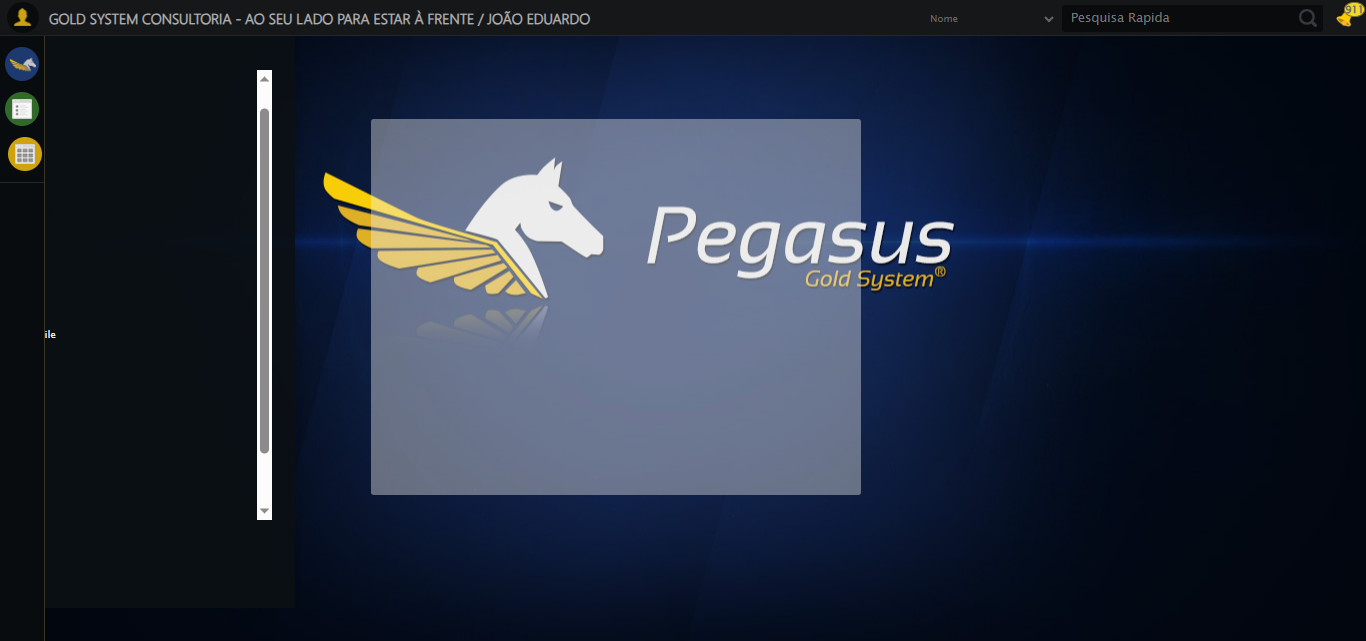 GOLD SYSTEM CONSULTORIA - AO SEU LADO PARA ESTAR À FRENTE / JOÃO EDUARDO
Nome
Pesquisa Rapida
911
Pegasus
Gold System®
ile